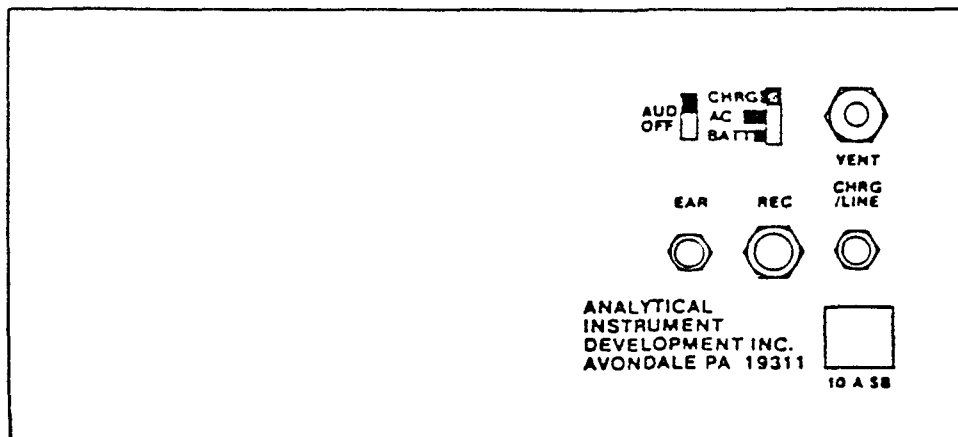 AUD
OFF
CHRG
AC
BATT
VENT
EAR
REC
CHRG
/LINE
ANALYTICAL
INSTRUMENT
DEVELOPMENT INC.
AVONDALE PA 19311
10 A SB